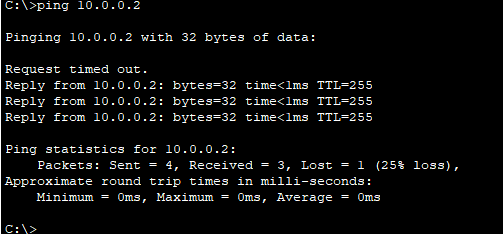 C:\>ping 10.0.0.2
Pinging 10.0.0.2 with 32 bytes of data:
Request timed out.
Reply from 10.0.0.2: bytes=32 time<1ms TTL=255
Reply from 10.0.0.2: bytes=32 time<1ms TTL=255
Reply from 10.0.0.2: bytes=32 time<1ms TTL=255
Ping statistics for 10.0.0.2:
    Packets: Sent = 4, Received = 3, Lost = 1 (25% loss),
Approximate round trip times in milli-seconds:
    Minimum = 0ms, Maximum = 0ms, Average = 0ms
C:\>